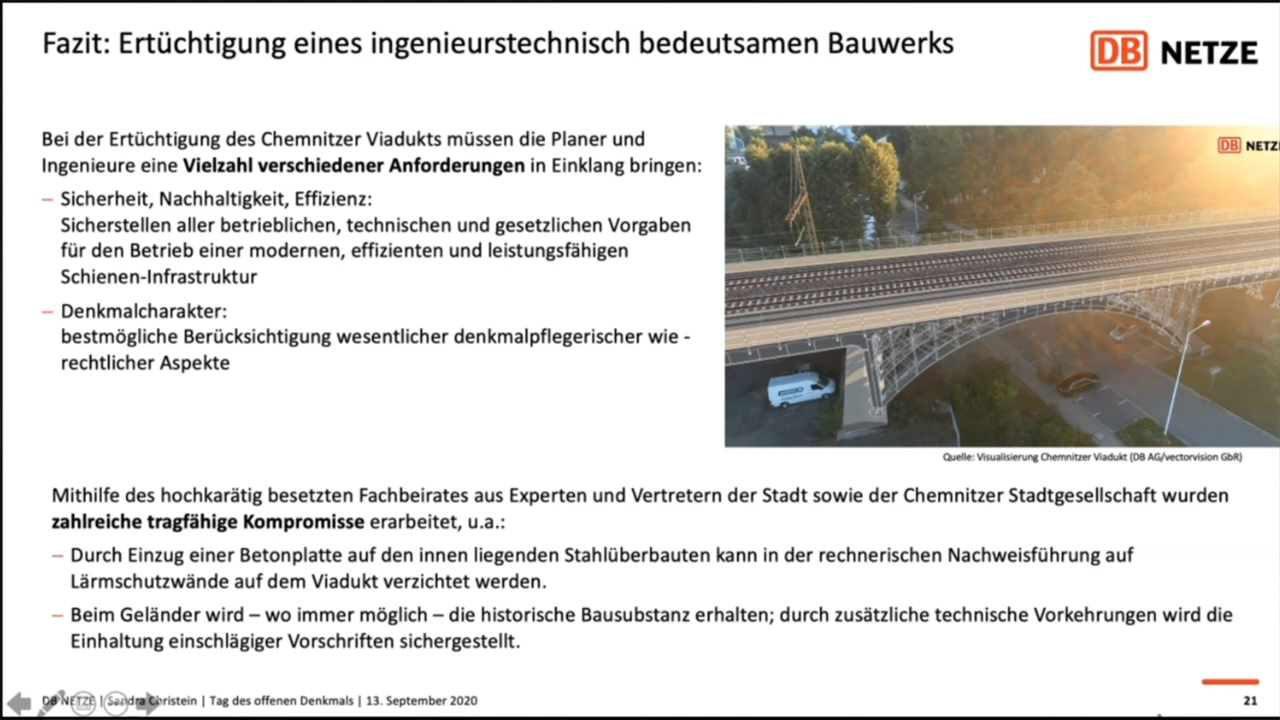 Fazit: Ertüchtigung eines ingenieurstechnisch bedeutsamen Bauwerks
DB NETZE
Bei der Ertüchtigung des Chemnitzer Viadukts müssen die Planer und
Ingenieure eine Vielzahl verschiedener Anforderungen in Einklang bringen:
– Sicherheit, Nachhaltigkeit, Effizienz:
Sicherstellen aller betrieblichen, technischen und gesetzlichen Vorgaben
für den Betrieb einer modernen, effizienten und leistungsfähigen
Schienen-Infrastruktur
– Denkmalcharakter:
bestmögliche Berücksichtigung wesentlicher denkmalpflegerischer wie -
rechtlicher Aspekte
DB NETZ
Quelle: Visualisierung Chemnitzer Viadukt (DB AG/vectorvision GbR)
Mithilfe des hochkarätig besetzten Fachbeirates aus Experten und Vertretern der Stadt sowie der Chemnitzer Stadtgesellschaft wurden
zahlreiche tragfähige Kompromisse erarbeitet, u.a.:
– Durch Einzug einer Betonplatte auf den innen liegenden Stahlüberbauten kann in der rechnerischen Nachweisführung auf
Lärmschutzwände auf dem Viadukt verzichtet werden.
– Beim Geländer wird – wo immer möglich – die historische Bausubstanz erhalten; durch zusätzliche technische Vorkehrungen wird die
Einhaltung einschlägiger Vorschriften sichergestellt.
DB NETZE | Sandra Christein | Tag des offenen Denkmals | 13. September 2020
21